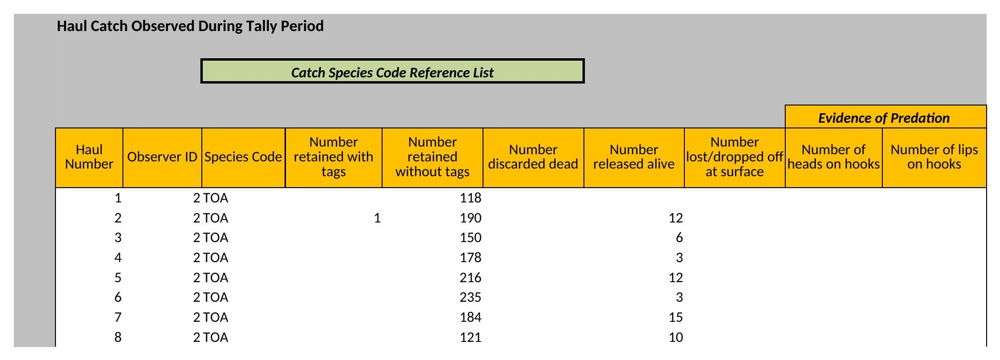 Haul Catch Observed During Tally Period
Catch Species Code Reference List
Evidence of Predation
Haul Number Observer ID Species Code Number retained with tags Number retained without tags Number discarded dead Number released alive Number lost/dropped off at surface Number of heads on hooks Number of lips on hooks
1 2 TOA 118
2 2 TOA 1 190 12
3 2 TOA 150 6
4 2 TOA 178 3
5 2 TOA 216 12
6 2 TOA 235 3
7 2 TOA 184 15
8 2 TOA 121 10